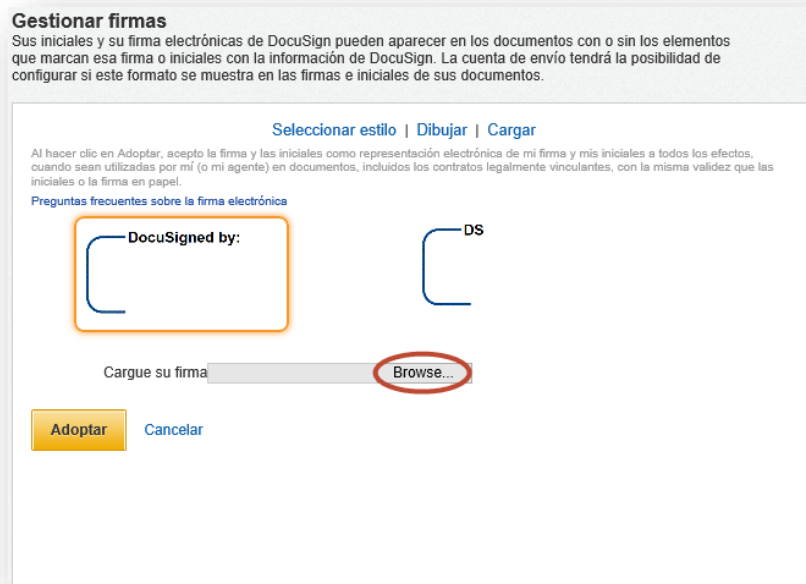 Gestionar firmas
Sus iniciales y su firma electrónicas de DocuSign pueden aparecer en los documentos con o sin los elementos
que marcan esa firma o iniciales con la información de DocuSign. La cuenta de envío tendrá la posibilidad de
configurar si este formato se muestra en las firmas e iniciales de sus documentos.
Seleccionar estilo | Dibujar | Cargar
Al hacer clic en Adoptar, acepto la firma y las iniciales como representación electrónica de mi firma y mis iniciales a todos los efectos,
cuando sean utilizadas por mí (o mi agente) en documentos, incluidos los contratos legalmente vinculantes, con la misma validez que las
iniciales o la firma en papel.
Preguntas frecuentes sobre la firma electrónica
DocuSigned by:
DS
Cargue su firma Browse...
Adoptar Cancelar